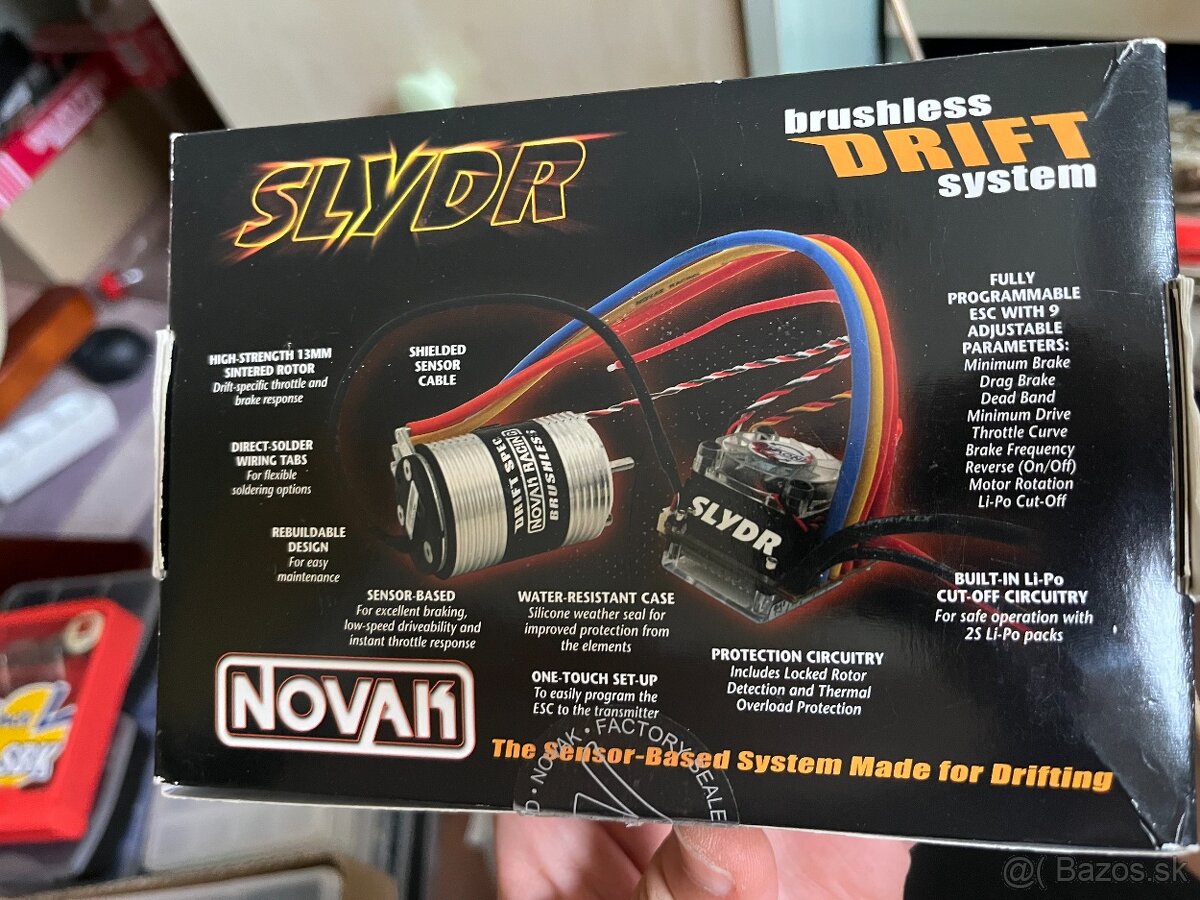 SLYDR
brushless
DRIFT
system
HIGH-STRENGTH 13MM
SINTERED ROTOR
Drift-specific throttle and
brake response
DIRECT-SOLDER
WIRING TABS
For flexible
soldering options
REBUILDABLE
DESIGN
For easy
maintenance
SHIELDED
SENSOR
CABLE
DRIFT SPEC
NOVAK RACING
BRUSHLESS
SLYDR
FULLY
PROGRAMMABLE
ESC WITH 9
ADJUSTABLE
PARAMETERS:
Minimum Brake
Drag Brake
Dead Band
Minimum Drive
Throttle Curve
Brake Frequency
Reverse (On/Off)
Motor Rotation
Li-Po Cut-Off
SENSOR-BASED
For excellent braking,
low-speed driveability and
instant throttle response
WATER-RESISTANT CASE
Silicone weather seal for
improved protection from
the elements
ONE-TOUCH SET-UP
To easily program the
ESC to the transmitter
PROTECTION CIRCUITRY
Includes Locked Rotor
Detection and Thermal
Overload Protection
BUILT-IN Li-Po
CUT-OFF CIRCUITRY
For safe operation with
2S Li-Po packs
NOVAK
The Sensor-Based System Made for Drifting
D • NOVAK • FACTORY SEALE
@( Bazos.sk